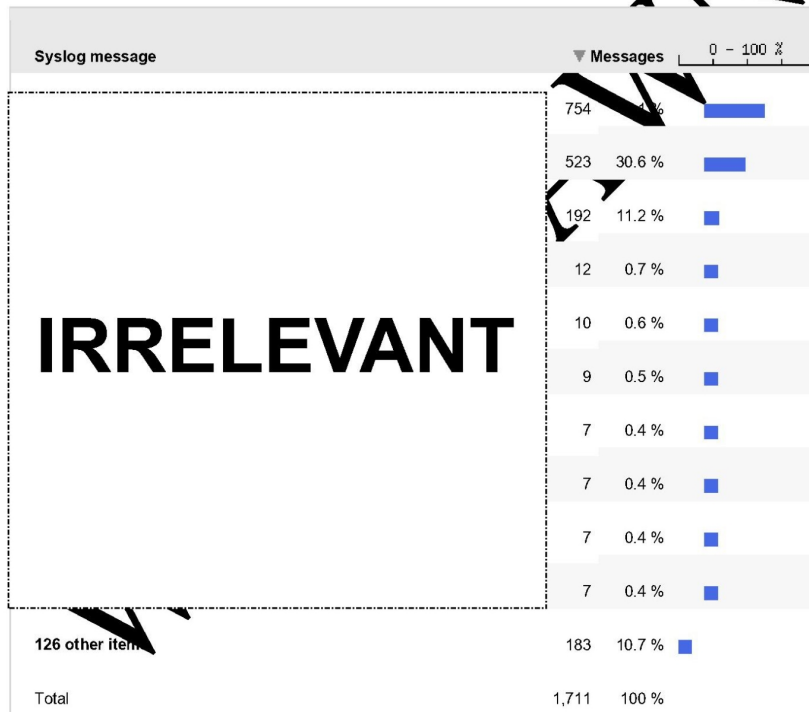 Syslog message ▼ Messages 0 - 100 %
754 %
523 30.6 %
192 11.2 %
IRRELEVANT
12 0.7 %
10 0.6 %
9 0.5 %
7 0.4 %
7 0.4 %
7 0.4 %
7 0.4 %
126 other 183 10.7 %
Total 1,711 100 %